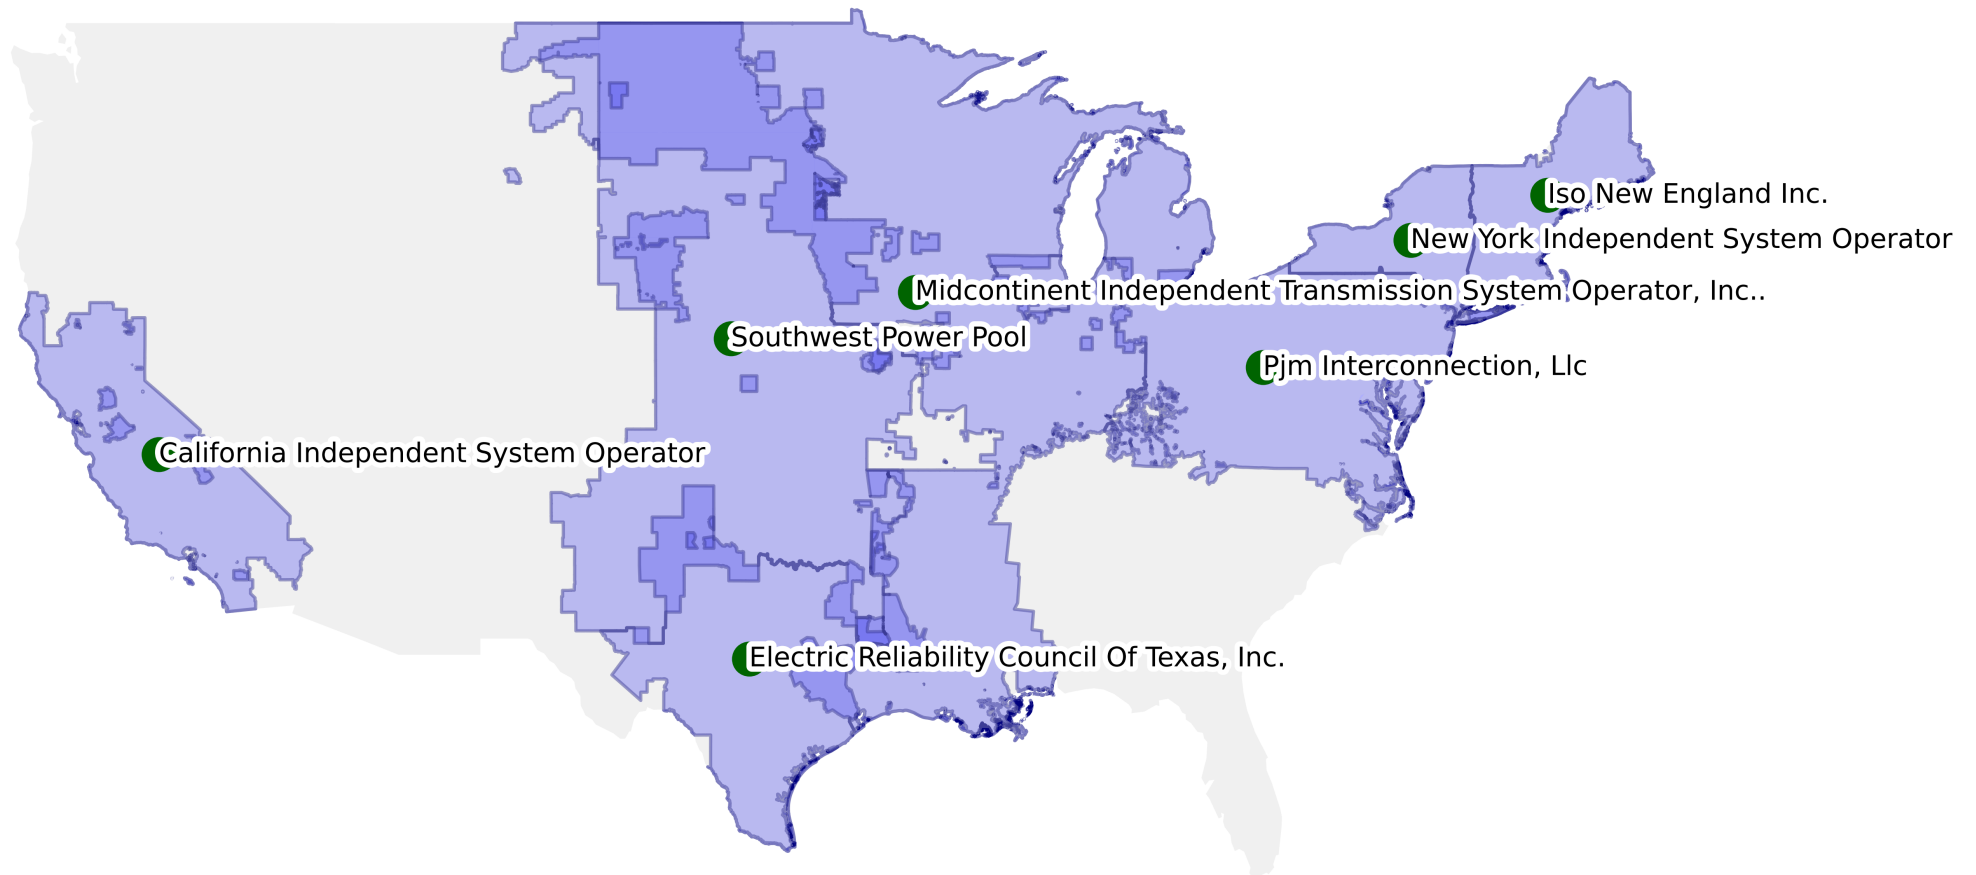 Iso New England Inc.
New York Independent System Operator
Midcontinent Independent Transmission System Operator, Inc..
Southwest Power Pool
Pjm Interconnection, Llc
California Independent System Operator
Electric Reliability Council Of Texas, Inc.